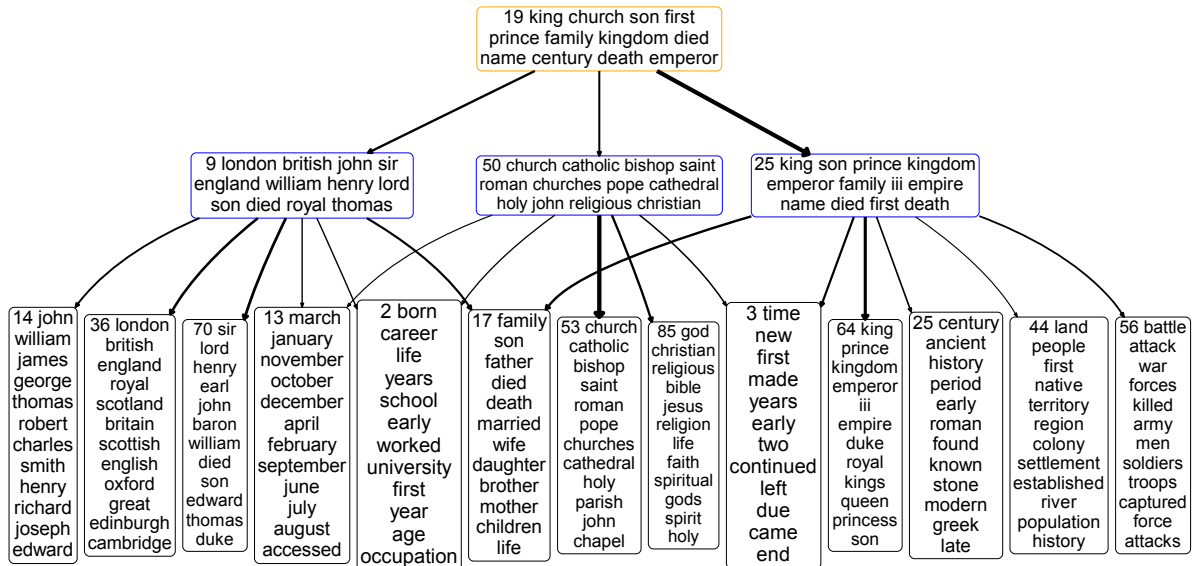 19 king church son first
prince family kingdom died
name century death emperor
9 london british john sir
england william henry lord
son died royal thomas
50 church catholic bishop saint
roman churches pope cathedral
holy john religious christian
25 king son prince kingdom
emperor family iii empire
name died first death
14 john
william
james
george
thomas
robert
charles
smith
henry
richard
joseph
edward
36 london
british
england
royal
scotland
britain
scottish
english
oxford
great
edinburgh
cambridge
70 sir
lord
henry
earl
john
baron
william
died
son
edward
thomas
duke
13 march
january
november
october
december
april
february
september
june
july
august
accessed
2 born
career
life
years
school
early
worked
university
first
year
age
occupation
17 family
son
father
died
death
married
wife
daughter
brother
mother
children
life
53 church
catholic
bishop
saint
roman
pope
churches
cathedral
holy
parish
john
chapel
85 god
christian
religious
bible
jesus
religion
life
faith
spiritual
gods
spirit
holy
3 time
new
first
made
years
early
two
continued
left
due
came
end
64 king
prince
kingdom
emperor
iii
empire
duke
royal
kings
queen
princess
son
25 century
ancient
history
period
early
roman
found
known
stone
modern
greek
late
44 land
people
first
native
territory
region
colony
settlement
established
river
population
history
56 battle
attack
war
forces
killed
army
men
soldiers
troops
captured
force
attacks